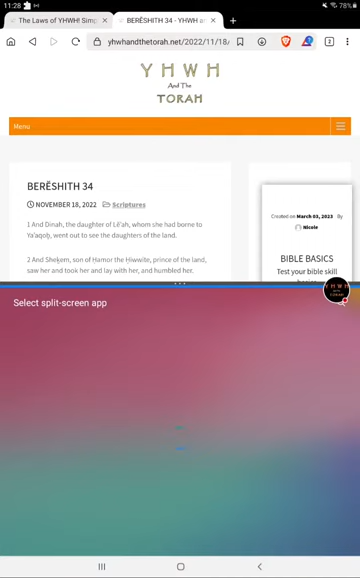 11:28
78%
The Laws of YHWH! Simp
BERĔSHITH 34 - YHWH an
yhwhandthetorah.net/2022/11/18/
2
YHWH
And The
TORAH
Menu
BERĔSHITH 34
NOVEMBER 18, 2022 Scriptures
1 And Dinah, the daughter of Lĕ'ah, whom she had borne to
Ya'aqoḇ, went out to see the daughters of the land.
2 And Sheḵem, son of Ḥamor the Ḥiwwite, prince of the land,
saw her and took her and lay with her, and humbled her.
Created on March 03, 2023 By
Nicole
BIBLE BASICS
Test your bible skill
Select split-screen app
YHWH
TORAH